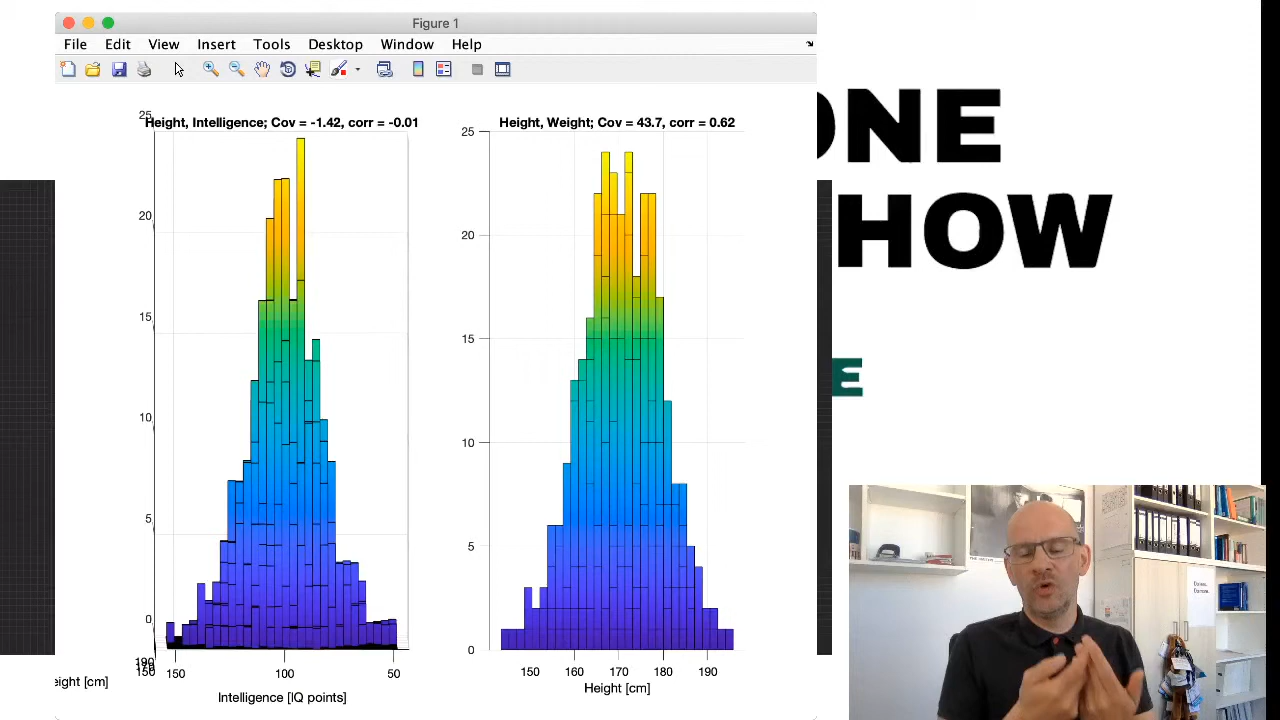 Figure 1
File Edit View Insert Tools Desktop Window Help
ONE
HOW
E
Height, Intelligence; Cov = -1.42, corr = -0.01
25
20
15
10
5
0
150
150 100 50
eight [cm]
Intelligence [IQ points]
Height, Weight; Cov = 43.7, corr = 0.62
25
20
15
10
5
0
150 160 170 180 190
Height [cm]